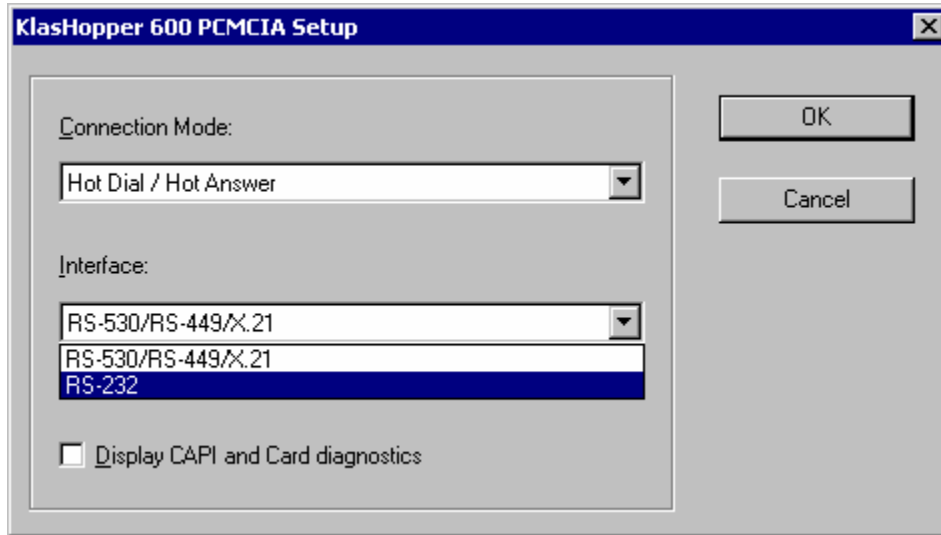 KlasHopper 600 PCMCIA Setup
Connection Mode:
Hot Dial / Hot Answer
Interface:
RS-530/RS-449/X.21
RS-530/RS-449/X.21
RS-232
Display CAPI and Card diagnostics
OK
Cancel